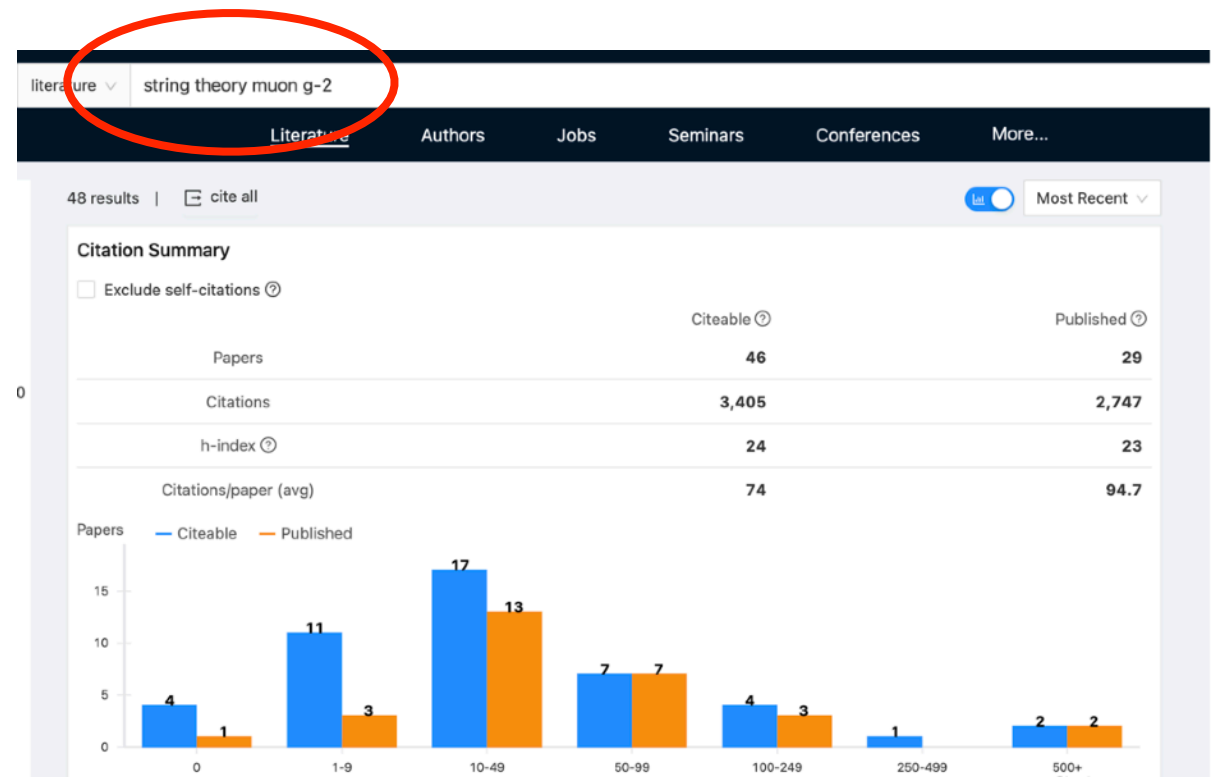 literature string theory muon g-2
Literature Authors Jobs Seminars Conferences More...
48 results | cite all Most Recent
Citation Summary
Exclude self-citations
Citeable Published
0
Papers 46 29
Citations 3,405 2,747
h-index 24 23
Citations/paper (avg) 74 94.7
Papers Citeable Published
17
15
13
11
10
7 7
5
4 4
3 3
2 2
1 1
0
0 1-9 10-49 50-99 100-249 250-499 500+